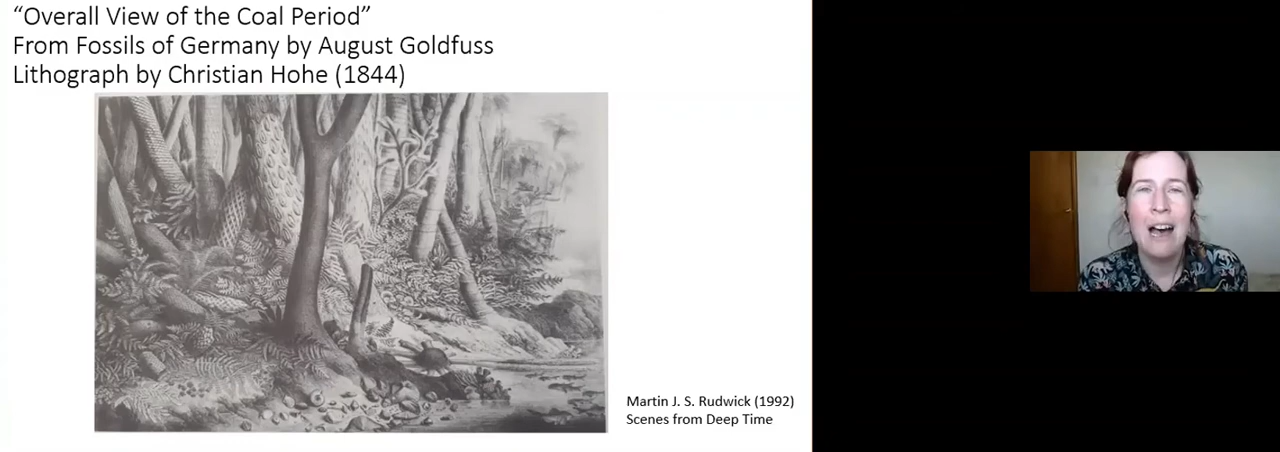 “Overall View of the Coal Period”
From Fossils of Germany by August Goldfuss
Lithograph by Christian Hohe (1844)
Martin J. S. Rudwick (1992)
Scenes from Deep Time